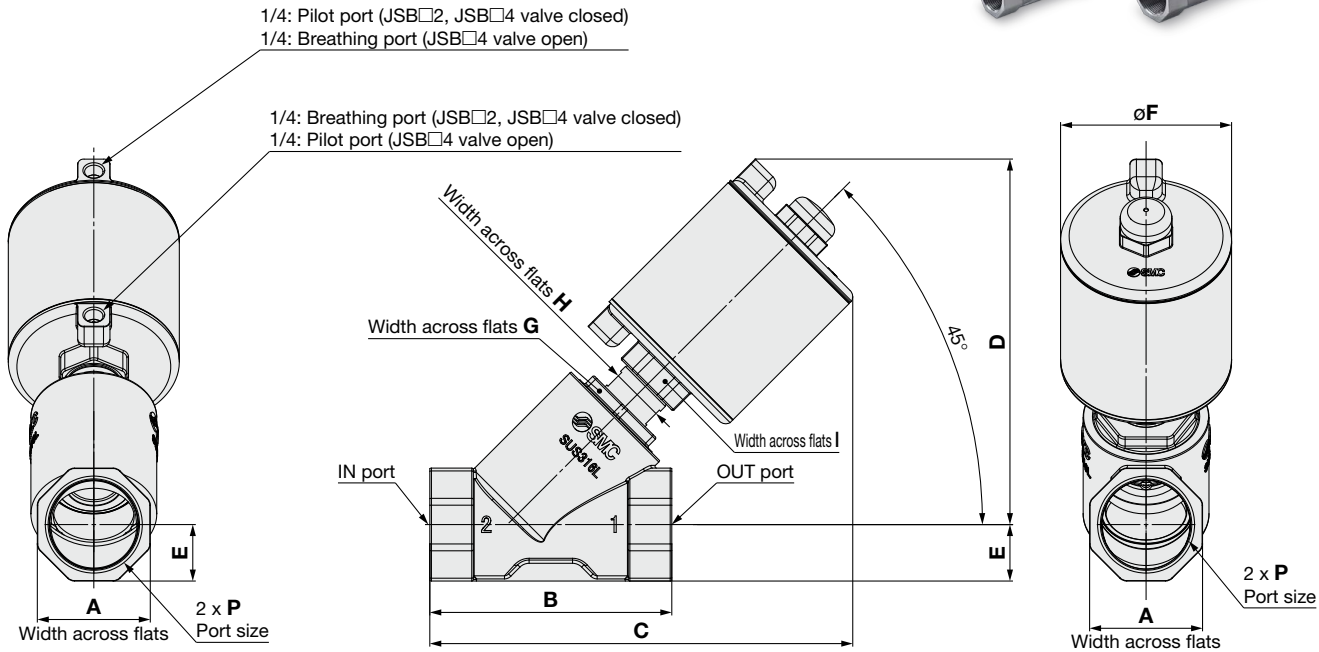 1/4: Pilot port (JSB□2, JSB□4 valve closed)
1/4: Breathing port (JSB□4 valve open)
1/4: Breathing port (JSB□2, JSB□4 valve closed)
1/4: Pilot port (JSB□4 valve open)
øF
SMC
Width across flats H
Width across flats G
45°
D
Width across flats I
SMC
SUS316L
IN port
OUT port
2
1
E
E
A
Width across flats
2 x P
Port size
B
C
2 x P
Port size
A
Width across flats